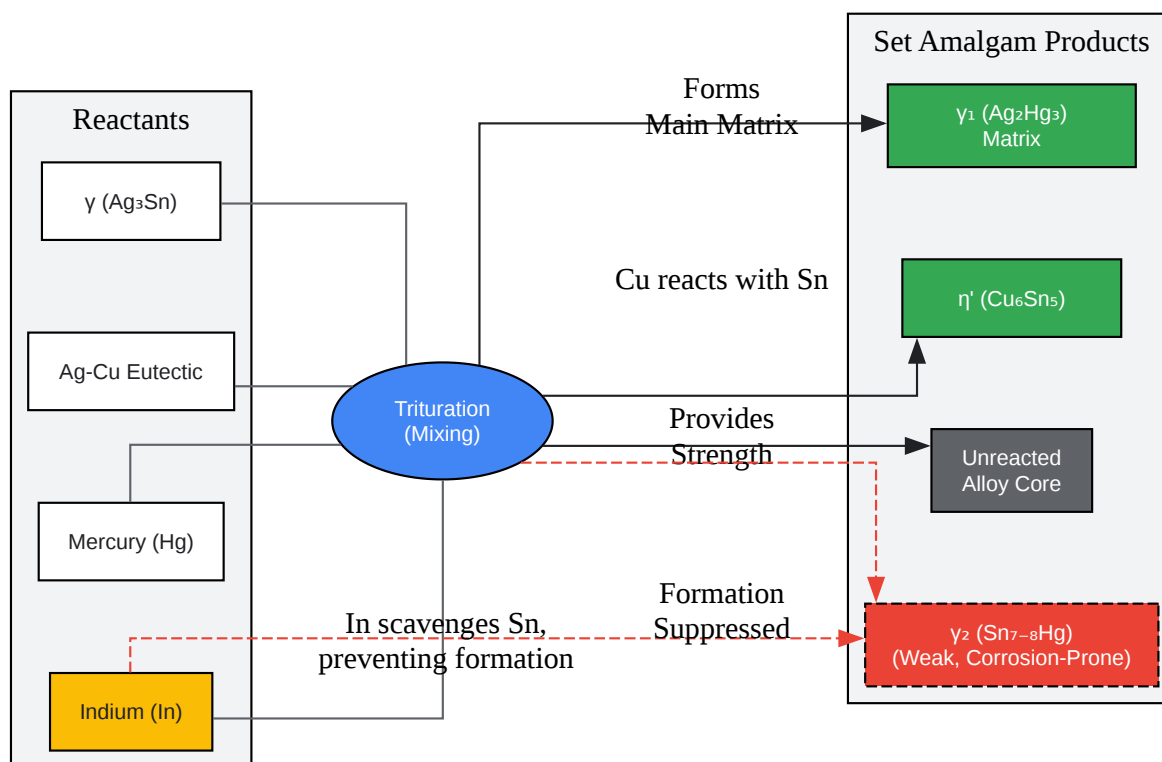 Reactants
γ (Ag₃Sn)
Ag-Cu Eutectic
Mercury (Hg)
Indium (In)
Trituration
(Mixing)
Forms
Main Matrix
Cu reacts with Sn
Provides
Strength
Formation
Suppressed
In scavenges Sn,
preventing formation
Set Amalgam Products
γ₁ (Ag₂Hg₃)
Matrix
η' (Cu₆Sn₅)
Unreacted
Alloy Core
γ₂ (Sn₇₋₈Hg)
(Weak, Corrosion-Prone)